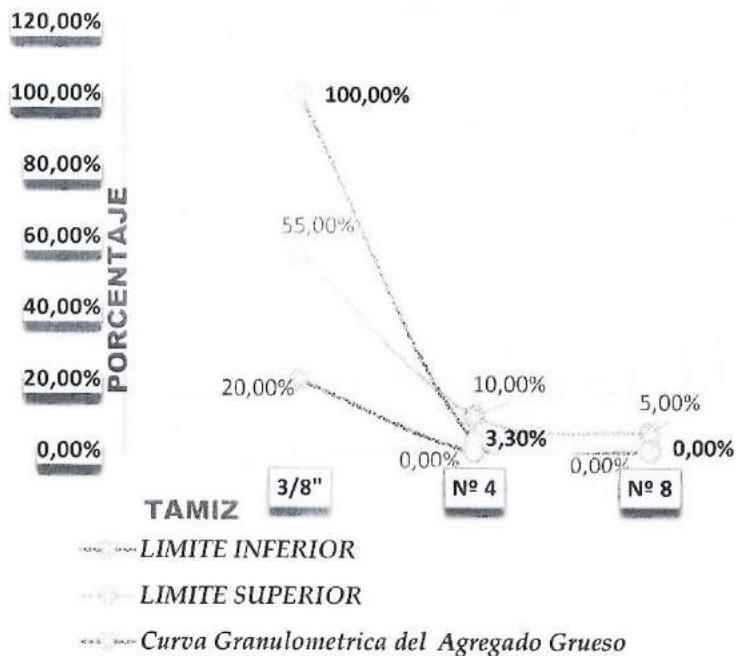 120,00%
100,00%
80,00%
60,00%
40,00%
20,00%
0,00%
PORCENTAJE
100,00%
55,00%
20,00%
10,00%
3,30%
0,00%
5,00%
0,00%
0,00%
3/8"
Nº 4
Nº 8
TAMIZ
LIMITE INFERIOR
LIMITE SUPERIOR
Curva Granulometrica del Agregado Grueso